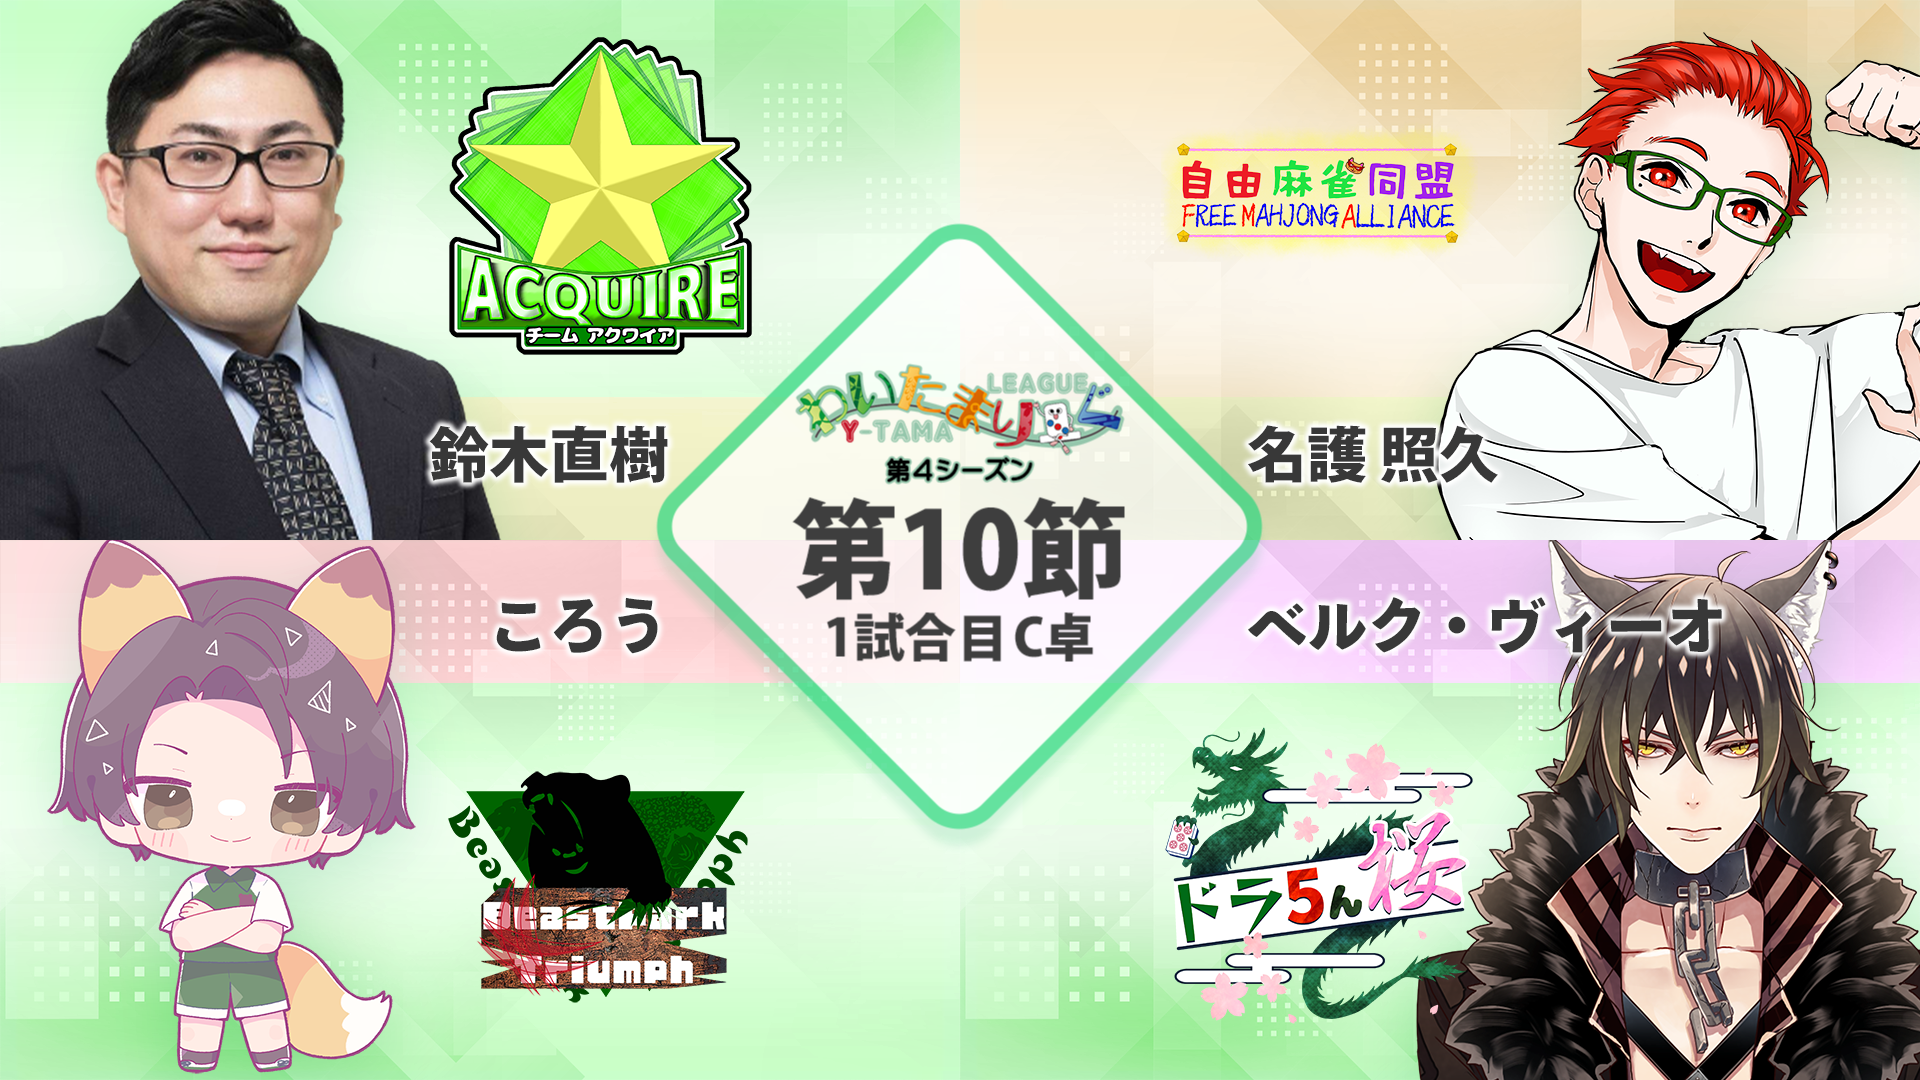 ACQUIRE
チーム アクワイア
鈴木直樹
自由麻雀同盟
FREE MAHJONG ALLIANCE
名護 照久
わいたまりーぐ
LEAGUE
Y-TAMA
第4シーズン
第10節
1試合目 C卓
ころう
Beastmark
Triumph
ベルク・ヴィーオ
ドラ5ん桜